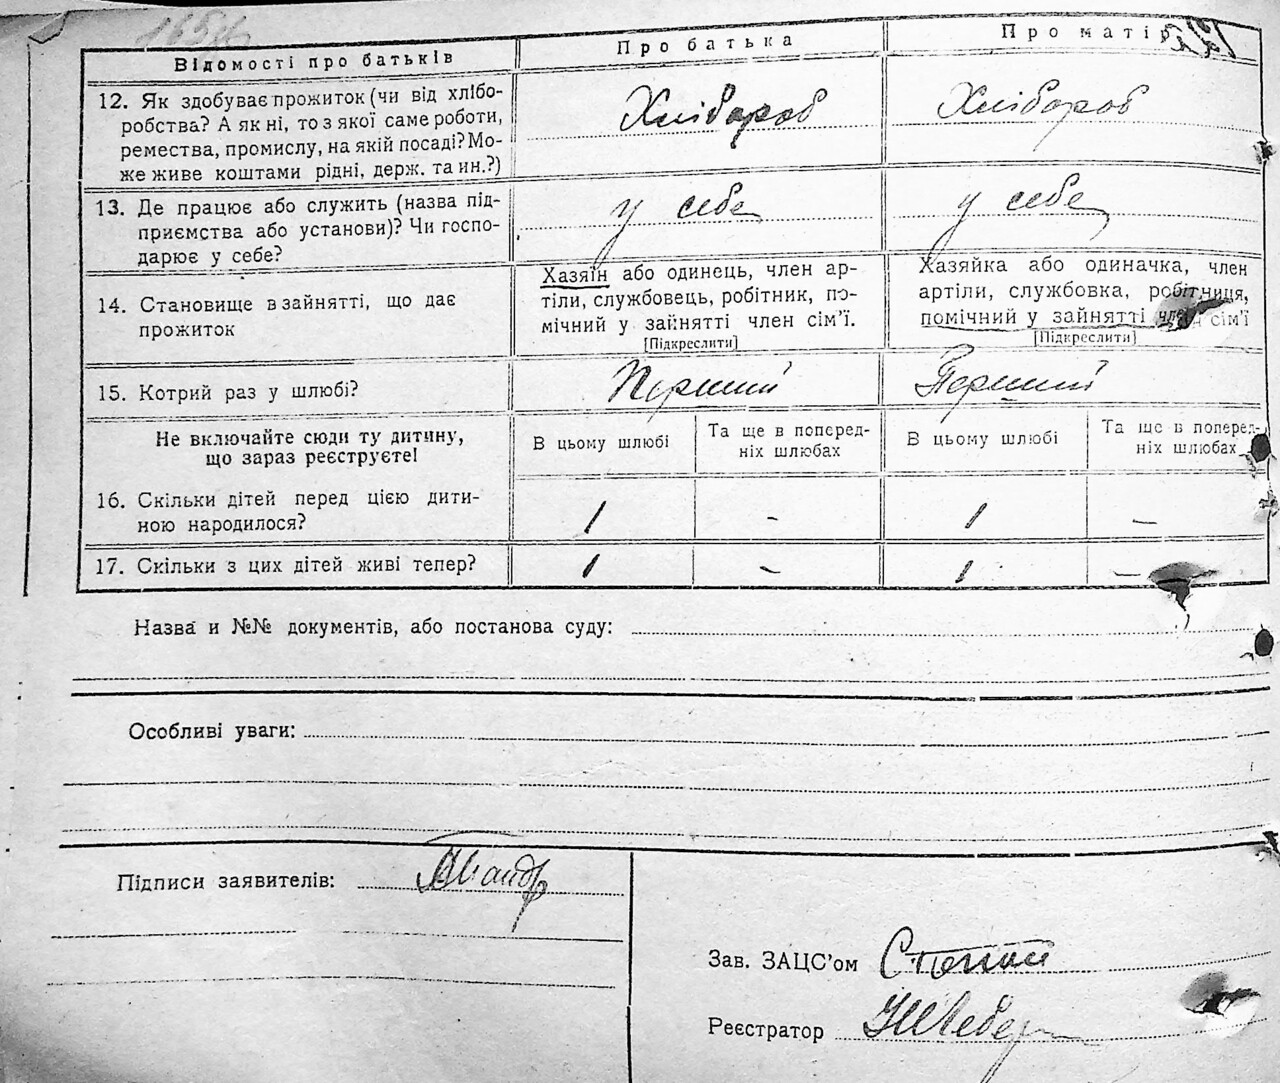 Відомості про батьків
Про батька
Про матір
12. Як здобуває прожиток (чи від хлібо-
робства? А як ні, то з якої саме роботи,
ремества, промислу, на якій посаді? Мо-
же живе коштами рідні, держ. та ин.?)
Хлібороб
Хлібороб
13. Де працює або служить (назва під-
приємства або установи)? Чи госпо-
дарює у себе?
у себе
у себе
14. Становище в зайнятті, що дає
прожиток
Хазяїн або одинець, член ар-
тіли, службовець, робітник, по-
мічний у зайнятті член сім'ї.
[Підкреслити]
Хазяйка або одиначка, член
артіли, службовка, робітниця,
помічний у зайнятті член сім'ї
[Підкреслити]
15. Котрий раз у шлюбі?
Перший
Перший
Не включайте сюди ту дитину,
що зараз реєструєте!
В цьому шлюбі
Та ще в поперед-
ніх шлюбах
В цьому шлюбі
Та ще в поперед-
ніх шлюбах
16. Скільки дітей перед цією дити-
ною народилося?
1
-
1
-
17. Скільки з цих дітей живі тепер?
1
-
1
-
Назва и №№ документів, або постанова суду:
Особливі уваги:
Підписи заявителів:
Зав. ЗАЦС'ом
Реєстратор